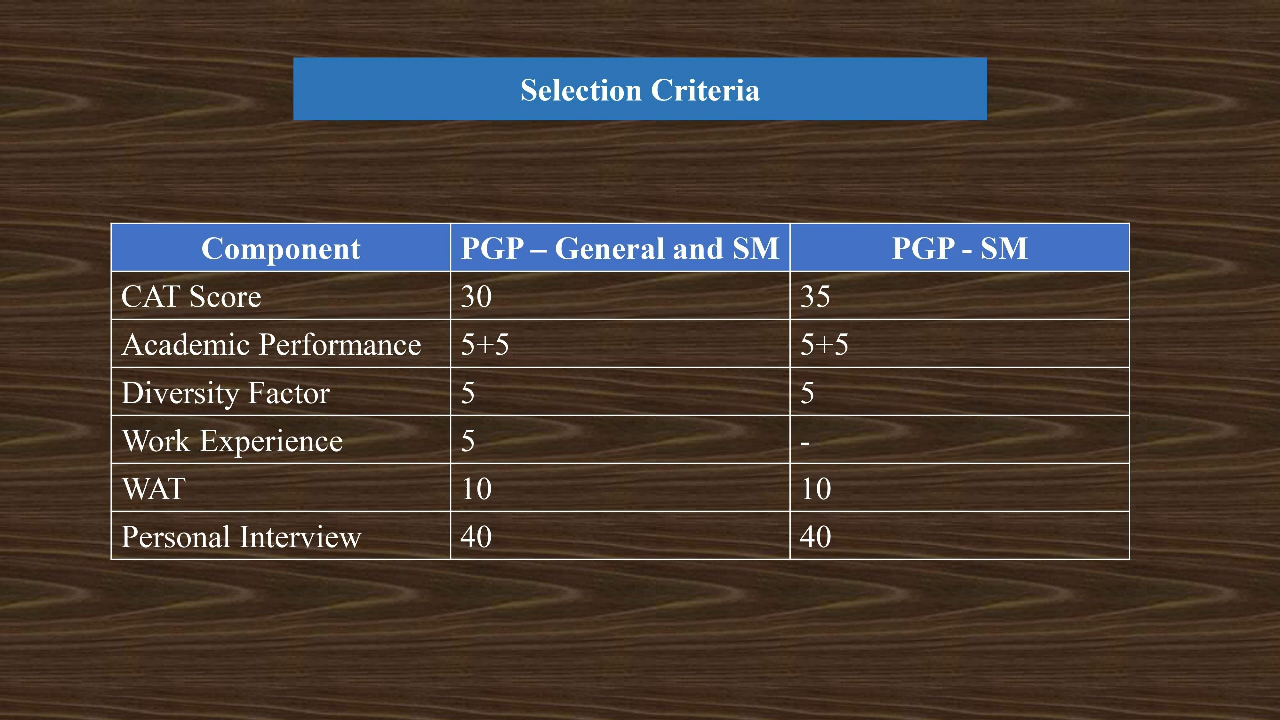 Selection Criteria
Component PGP – General and SM PGP - SM
CAT Score 30 35
Academic Performance 5+5 5+5
Diversity Factor 5 5
Work Experience 5 -
WAT 10 10
Personal Interview 40 40